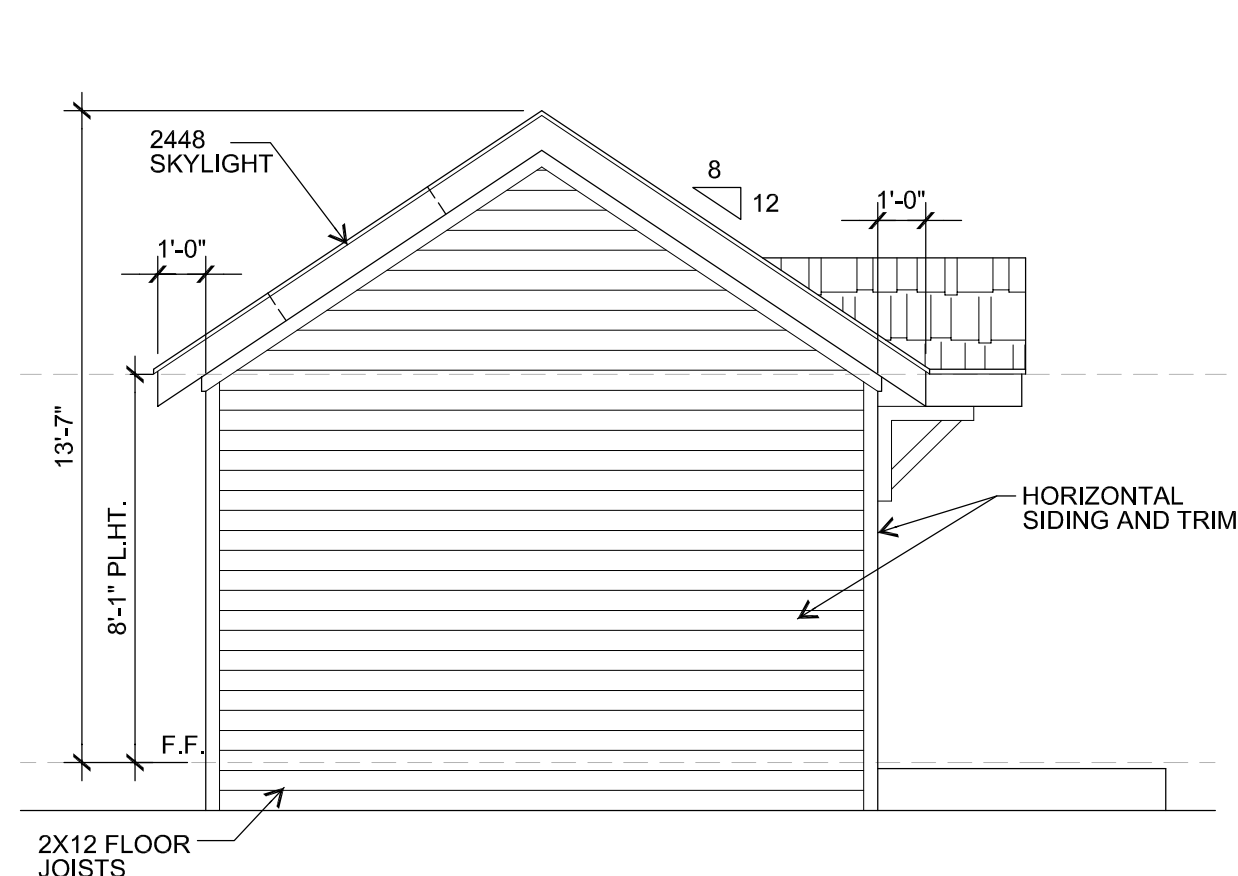 2448
SKYLIGHT
8
12
1'-0"
1'-0"
13'-7"
8'-1" PL.HT.
HORIZONTAL
SIDING AND TRIM
F.F.
2X12 FLOOR
JOISTS